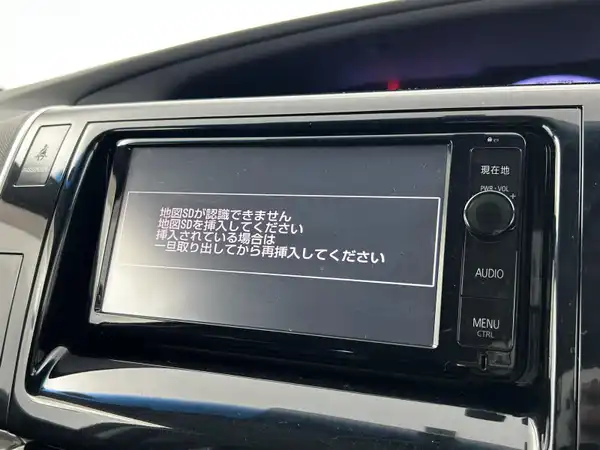 地図SDが認識できません
地図SDを挿入してください
挿入されている場合は
一旦取り出してから再挿入してください
現在地
PWR・VOL
AUDIO
MENU
CTRL